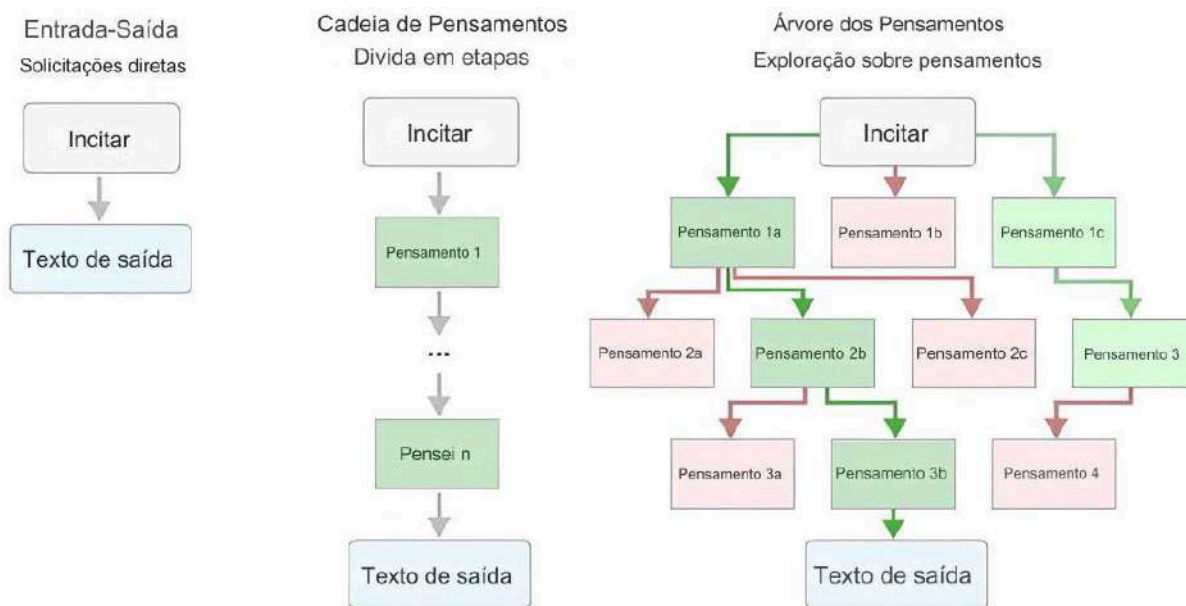 Entrada-Saída
Solicitações diretas
Incitar
Texto de saída
Cadeia de Pensamentos
Divida em etapas
Incitar
Pensamento 1
...
Pensei n
Texto de saída
Árvore dos Pensamentos
Exploração sobre pensamentos
Incitar
Pensamento 1a
Pensamento 1b
Pensamento 1c
Pensamento 2a
Pensamento 2b
Pensamento 2c
Pensamento 3
Pensamento 3a
Pensamento 3b
Pensamento 4
Texto de saída